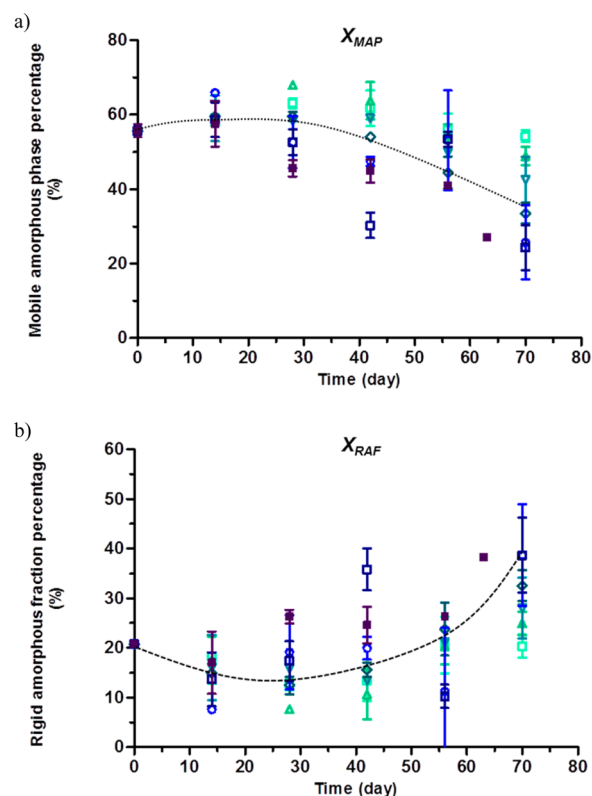 a)
X_MAP
Mobile amorphous phase percentage
(%)
80
60
40
20
0
0 10 20 30 40 50 60 70 80
Time (day)
b)
X_RAF
Rigid amorphous fraction percentage
(%)
60
50
40
30
20
10
0
0 10 20 30 40 50 60 70 80
Time (day)